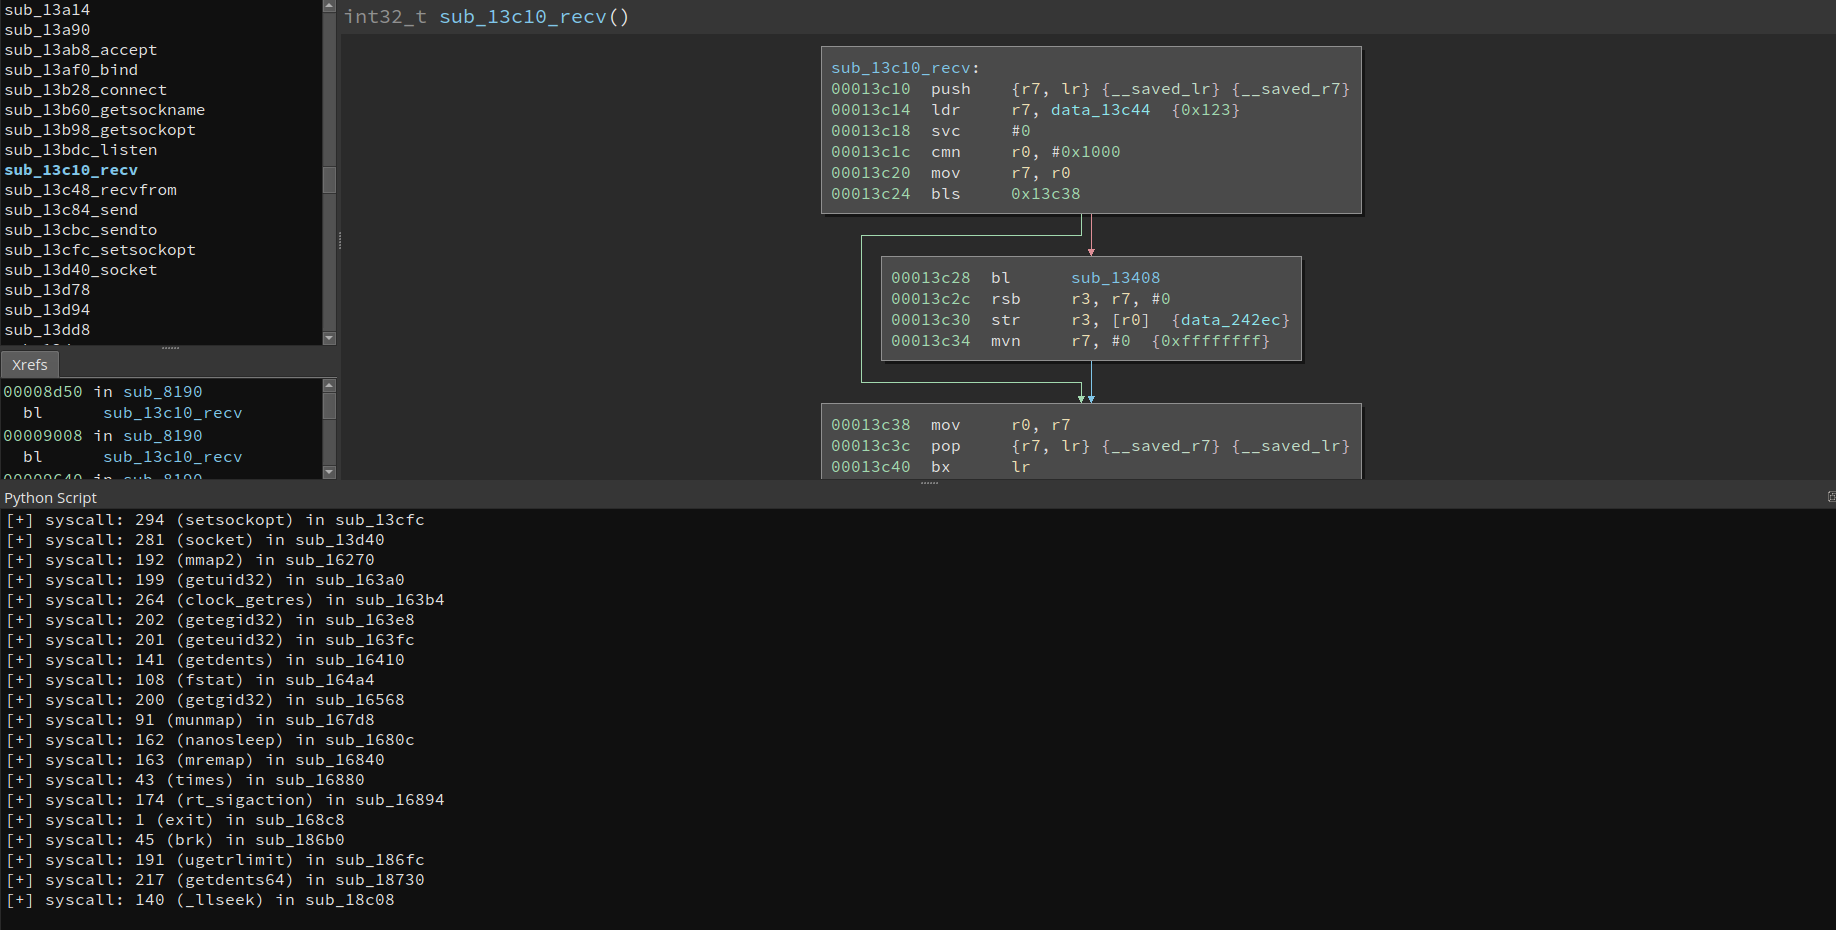 sub_13a14
sub_13a90
sub_13ab8_accept
sub_13af0_bind
sub_13b28_connect
sub_13b60_getsockname
sub_13b98_getsockopt
sub_13bdc_listen
sub_13c10_recv
sub_13c48_recvfrom
sub_13c84_send
sub_13cbc_sendto
sub_13cfc_setsockopt
sub_13d40_socket
sub_13d78
sub_13d94
sub_13dd8
Xrefs
00008d50 in sub_8190
bl sub_13c10_recv
00009008 in sub_8190
bl sub_13c10_recv
int32_t sub_13c10_recv()
sub_13c10_recv:
00013c10 push {r7, lr} {__saved_lr} {__saved_r7}
00013c14 ldr r7, data_13c44 {0x123}
00013c18 svc #0
00013c1c cmn r0, #0x1000
00013c20 mov r7, r0
00013c24 bls 0x13c38
00013c28 bl sub_13408
00013c2c rsb r3, r7, #0
00013c30 str r3, [r0] {data_242ec}
00013c34 mvn r7, #0 {0xffffffff}
00013c38 mov r0, r7
00013c3c pop {r7, lr} {__saved_r7} {__saved_lr}
00013c40 bx lr
Python Script
[+] syscall: 294 (setsockopt) in sub_13cfc
[+] syscall: 281 (socket) in sub_13d40
[+] syscall: 192 (mmap2) in sub_16270
[+] syscall: 199 (getuid32) in sub_163a0
[+] syscall: 264 (clock_getres) in sub_163b4
[+] syscall: 202 (getegid32) in sub_163e8
[+] syscall: 201 (geteuid32) in sub_163fc
[+] syscall: 141 (getdents) in sub_16410
[+] syscall: 108 (fstat) in sub_164a4
[+] syscall: 200 (getgid32) in sub_16568
[+] syscall: 91 (munmap) in sub_167d8
[+] syscall: 162 (nanosleep) in sub_1680c
[+] syscall: 163 (mremap) in sub_16840
[+] syscall: 43 (times) in sub_16880
[+] syscall: 174 (rt_sigaction) in sub_16894
[+] syscall: 1 (exit) in sub_168c8
[+] syscall: 45 (brk) in sub_186b0
[+] syscall: 191 (ugetrlimit) in sub_186fc
[+] syscall: 217 (getdents64) in sub_18730
[+] syscall: 140 (_llseek) in sub_18c08